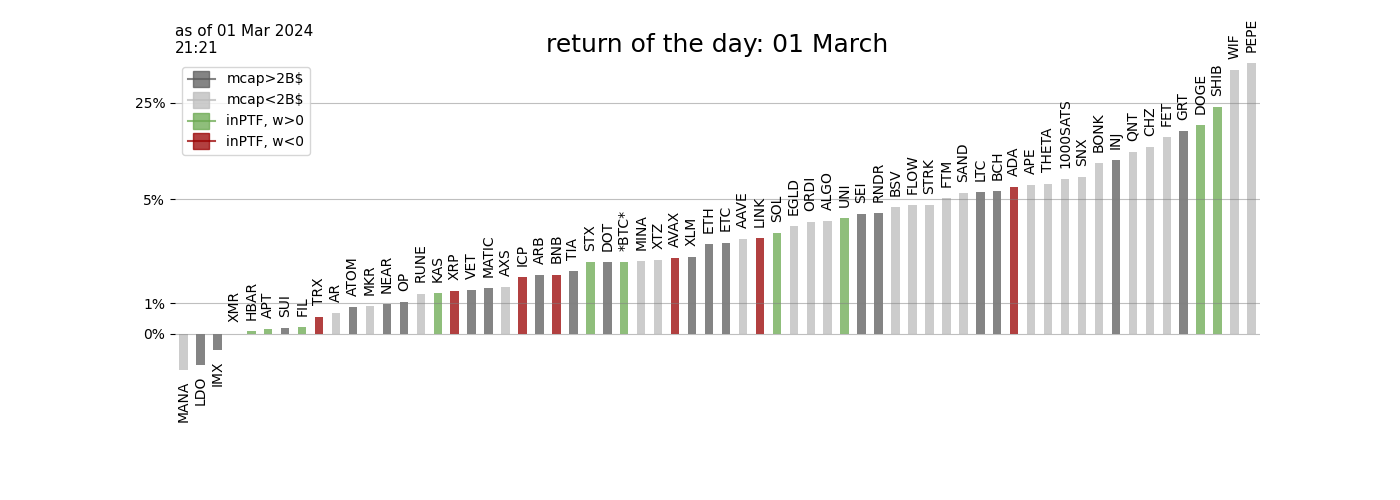 as of 01 Mar 2024
21:21
return of the day: 01 March
mcap>2B$
mcap<2B$
inPTF, w>0
inPTF, w<0
25%
5%
1%
0%
MANA
LDO
IMX
XMR
HBAR
APT
SUI
FIL
TRX
AR
ATOM
MKR
NEAR
OP
RUNE
KAS
XRP
VET
MATIC
AXS
ICP
ARB
BNB
TIA
STX
DOT
*BTC*
MINA
XTZ
AVAX
XLM
ETH
ETC
AAVE
LINK
SOL
EGLD
ORDI
ALGO
UNI
SEI
RNDR
BSV
FLOW
STRK
FTM
SAND
LTC
BCH
ADA
APE
THETA
1000SATS
SNX
BONK
INJ
QNT
CHZ
FET
GRT
DOGE
SHIB
WIF
PEPE